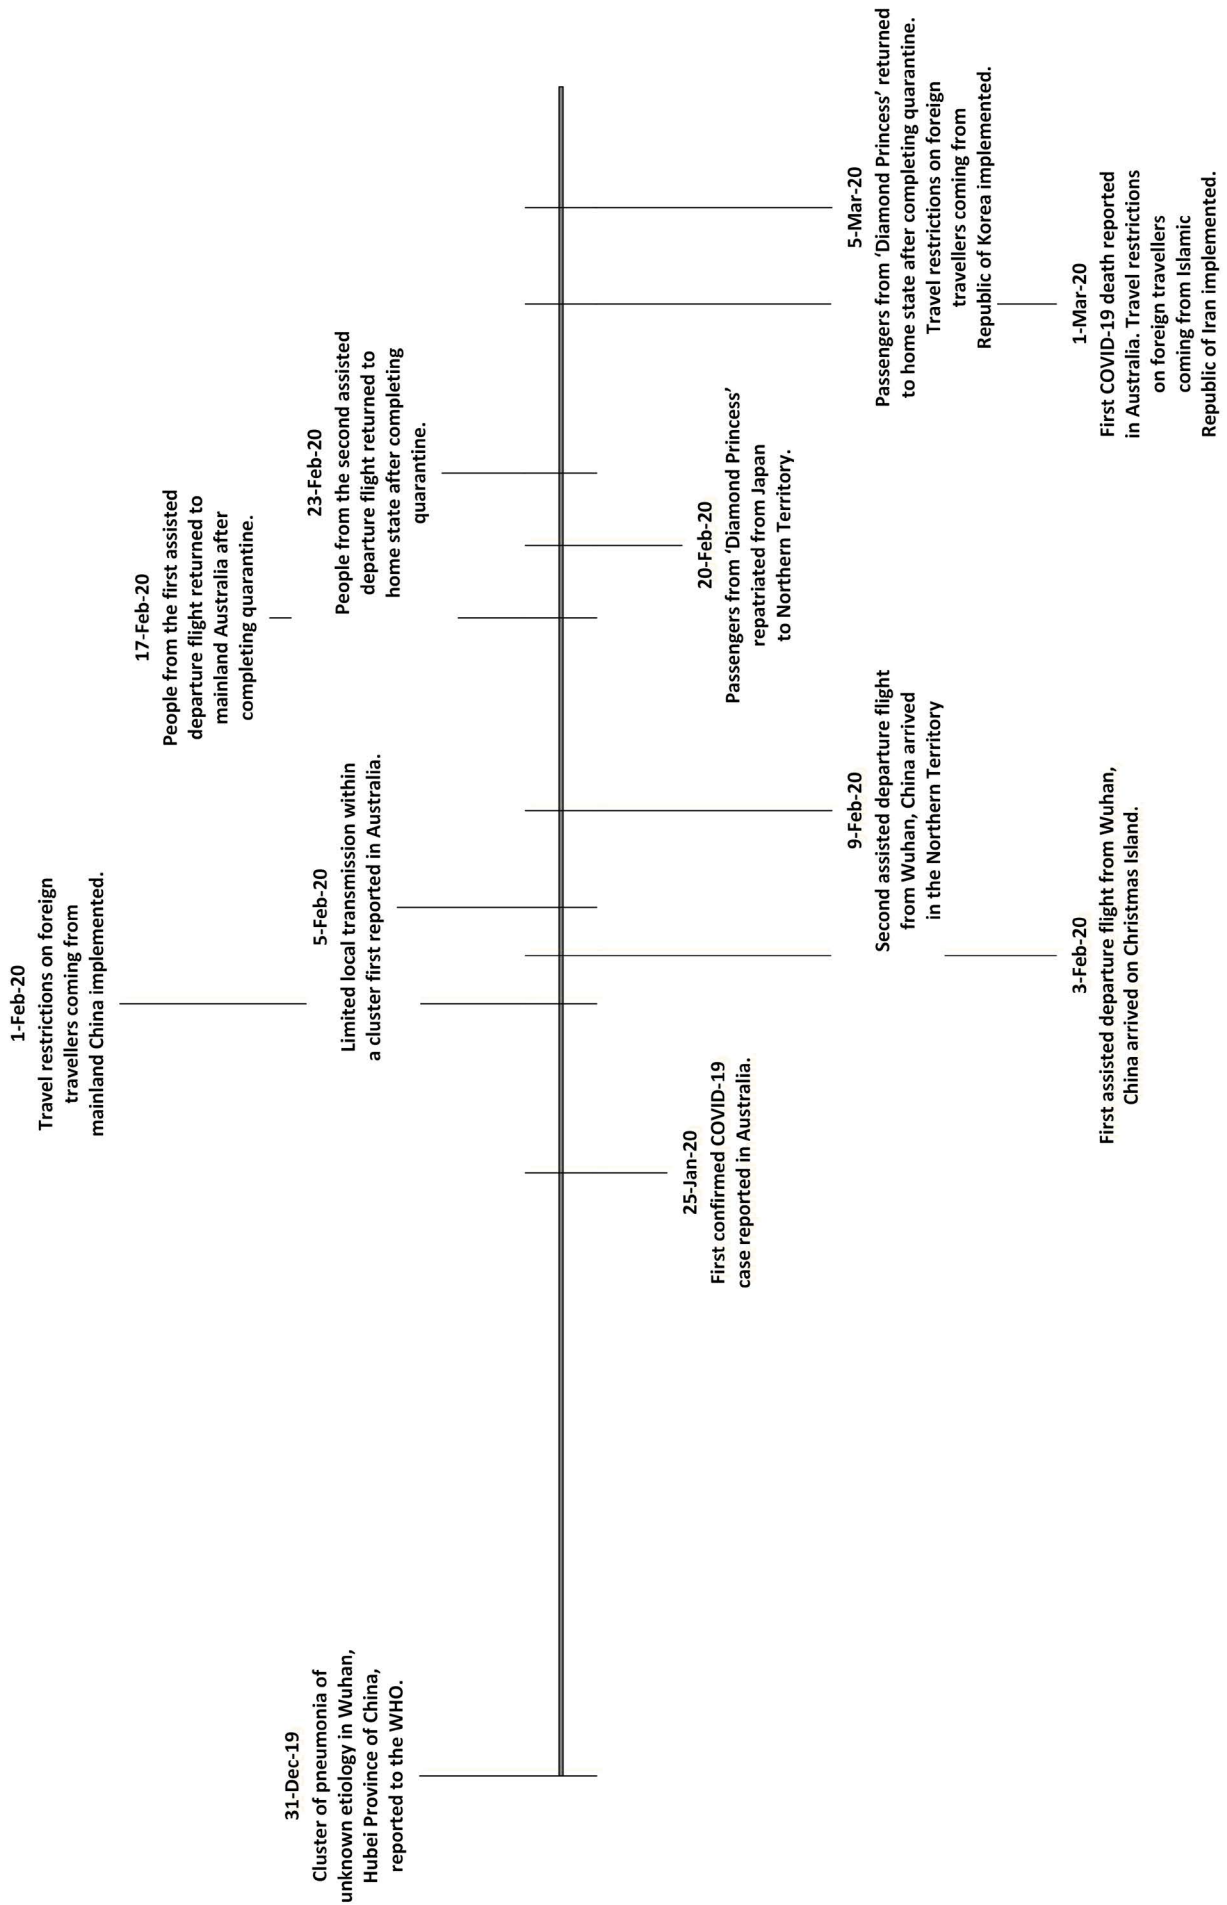 31-Dec-19
Cluster of pneumonia of
unknown etiology in Wuhan,
Hubei Province of China,
reported to the WHO.
25-Jan-20
First confirmed COVID-19
case reported in Australia.
1-Feb-20
Travel restrictions on foreign
travellers coming from
mainland China implemented.
3-Feb-20
First assisted departure flight from Wuhan,
China arrived on Christmas Island.
5-Feb-20
Limited local transmission within
a cluster first reported in Australia.
9-Feb-20
Second assisted departure flight
from Wuhan, China arrived
in the Northern Territory
17-Feb-20
People from the first assisted
departure flight returned to
mainland Australia after
completing quarantine.
20-Feb-20
Passengers from ‘Diamond Princess’
repatriated from Japan
to Northern Territory.
23-Feb-20
People from the second assisted
departure flight returned to
home state after completing
quarantine.
1-Mar-20
First COVID-19 death reported
in Australia. Travel restrictions
on foreign travellers
coming from Islamic
Republic of Iran implemented.
5-Mar-20
Passengers from ‘Diamond Princess’ returned
to home state after completing quarantine.
Travel restrictions on foreign
travellers coming from
Republic of Korea implemented.